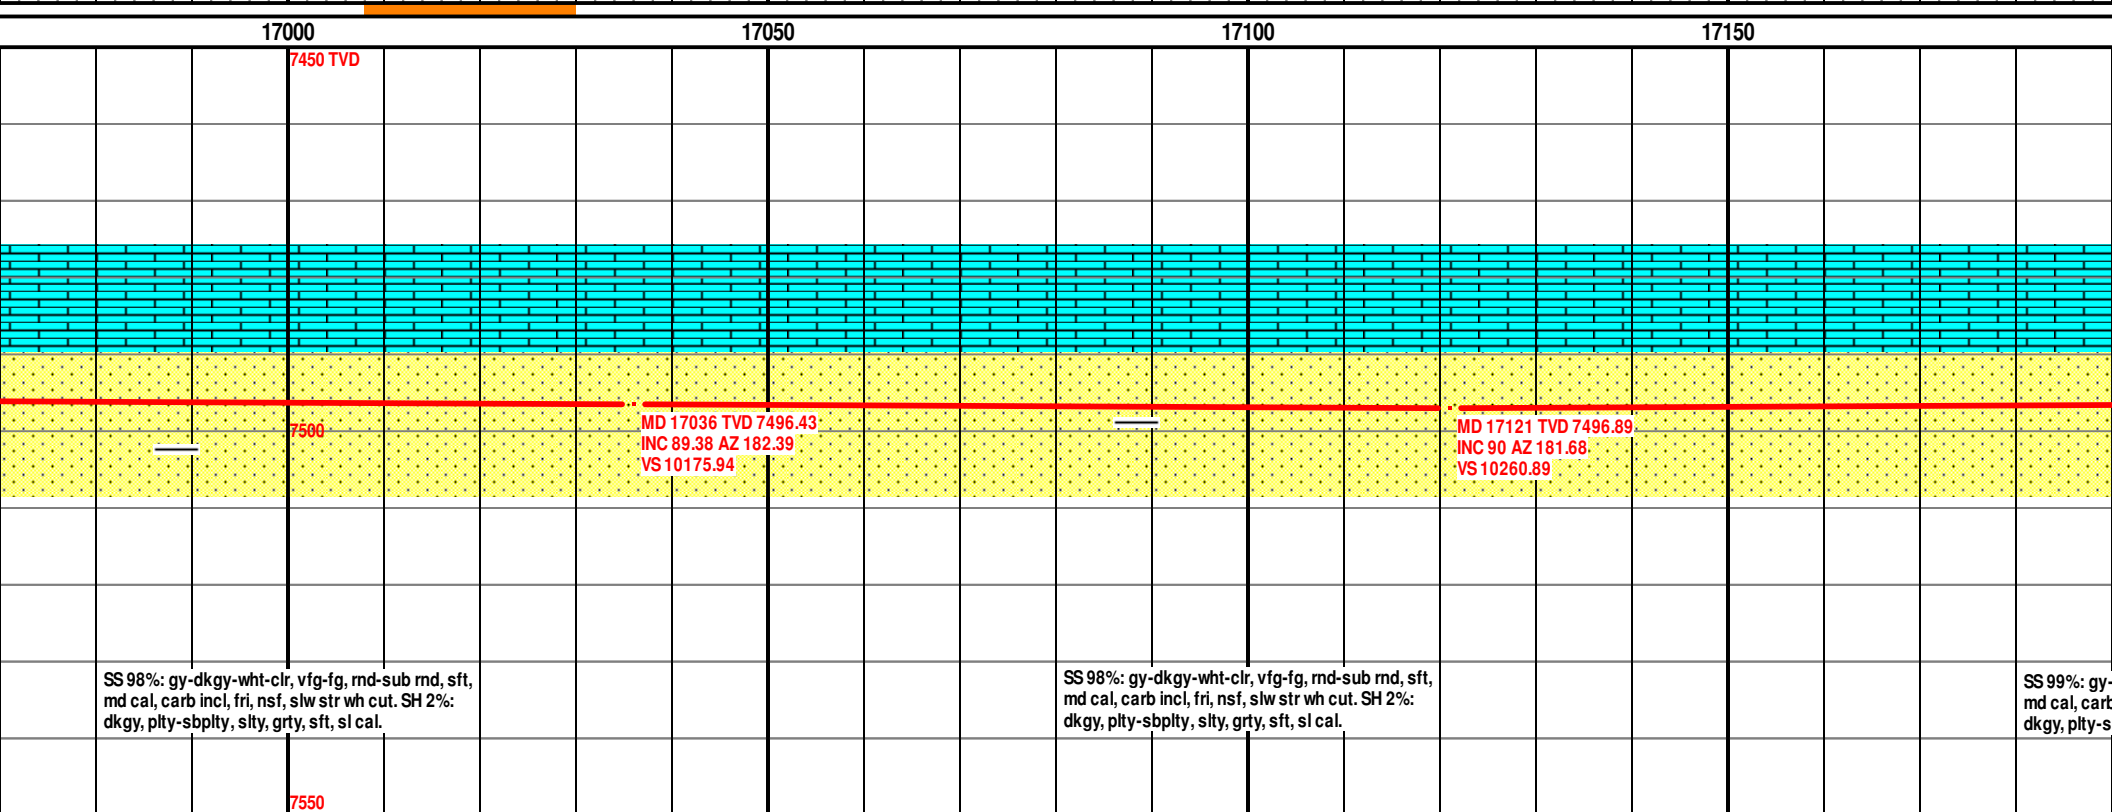 17000 17050 17100 17150
7450 TVD
7500
MD 17036 TVD 7496.43
INC 89.38 AZ 182.39
VS 10175.94
MD 17121 TVD 7496.89
INC 90 AZ 181.68
VS 10260.89
SS 98%: gy-dkgy-wht-clr, vfg-fg, rnd-sub rnd, sft,
md cal, carb incl, fri, nsf, slw str wh cut. SH 2%:
dkgy, plty-sbplty, slty, grty, sft, sl cal.
SS 98%: gy-dkgy-wht-clr, vfg-fg, rnd-sub rnd, sft,
md cal, carb incl, fri, nsf, slw str wh cut. SH 2%:
dkgy, plty-sbplty, slty, grty, sft, sl cal.
SS 99%: gy-
md cal, carb
dkgy, plty-s
7550